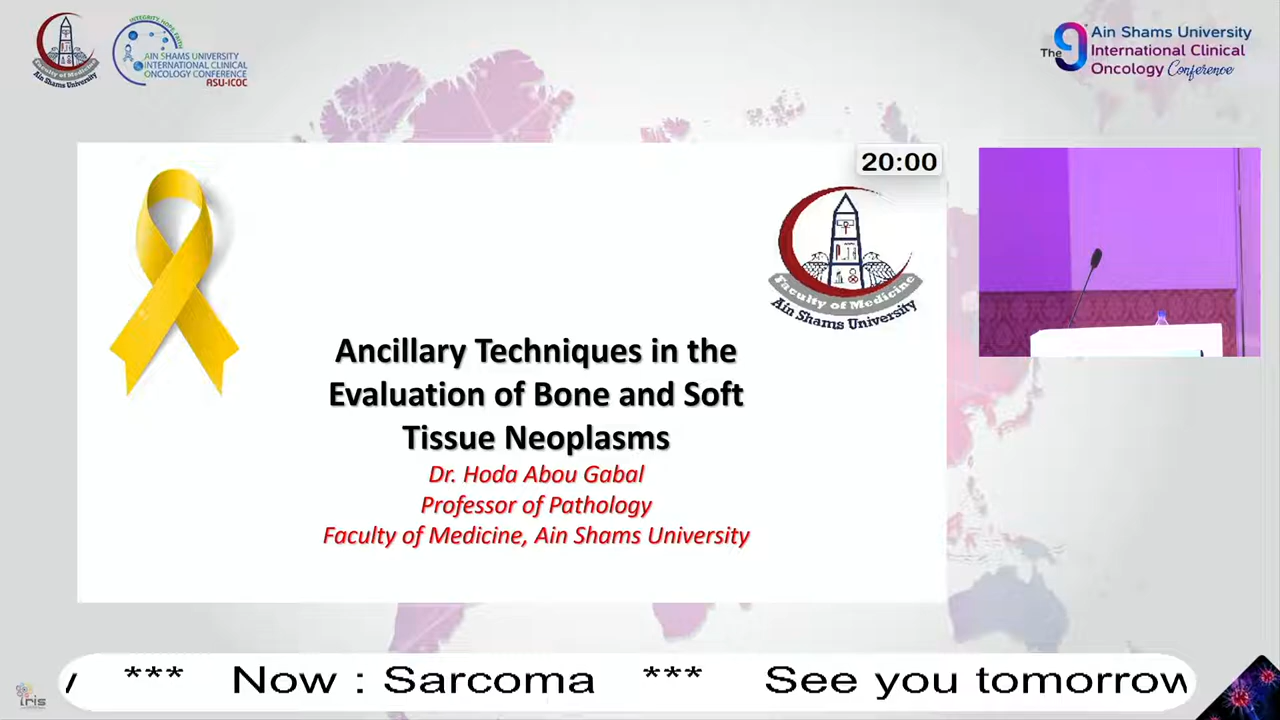 Faculty of Medicine
Ain Shams University
INTEGRITY HOPE FAITH
AIN SHAMS UNIVERSITY
INTERNATIONAL CLINICAL
ONCOLOGY CONFERENCE
ASU-ICOC
The 9 Ain Shams University
International Clinical
Oncology Conference
20:00
Faculty of Medicine
Ain Shams University
Ancillary Techniques in the
Evaluation of Bone and Soft
Tissue Neoplasms
Dr. Hoda Abou Gabal
Professor of Pathology
Faculty of Medicine, Ain Shams University
*** Now : Sarcoma *** See you tomorrow
iris